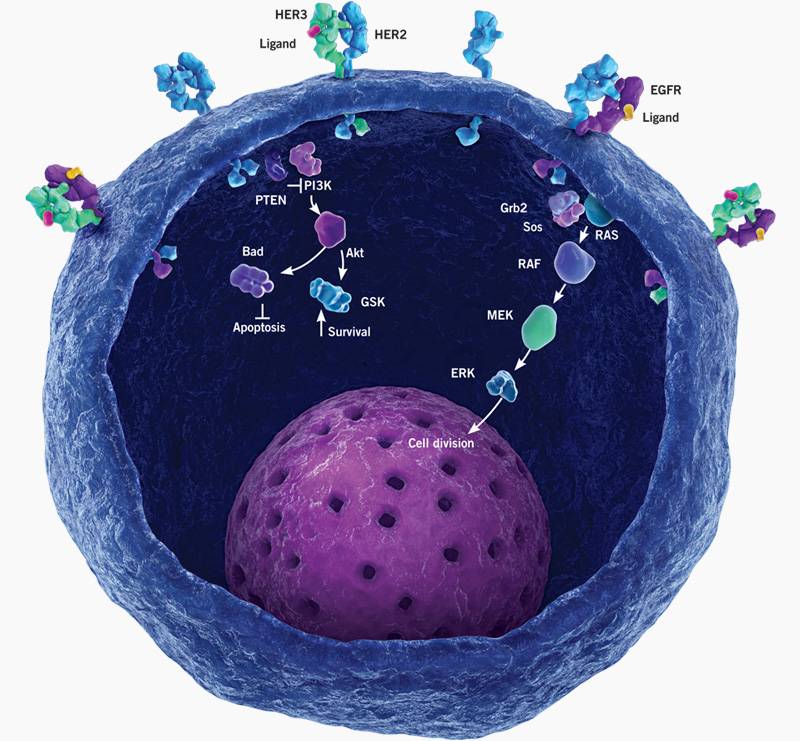 HER3
HER2
Ligand
EGFR
Ligand
PTEN
PI3K
Grb2
Sos
RAS
Bad
Akt
RAF
GSK
MEK
Apoptosis
Survival
ERK
Cell division